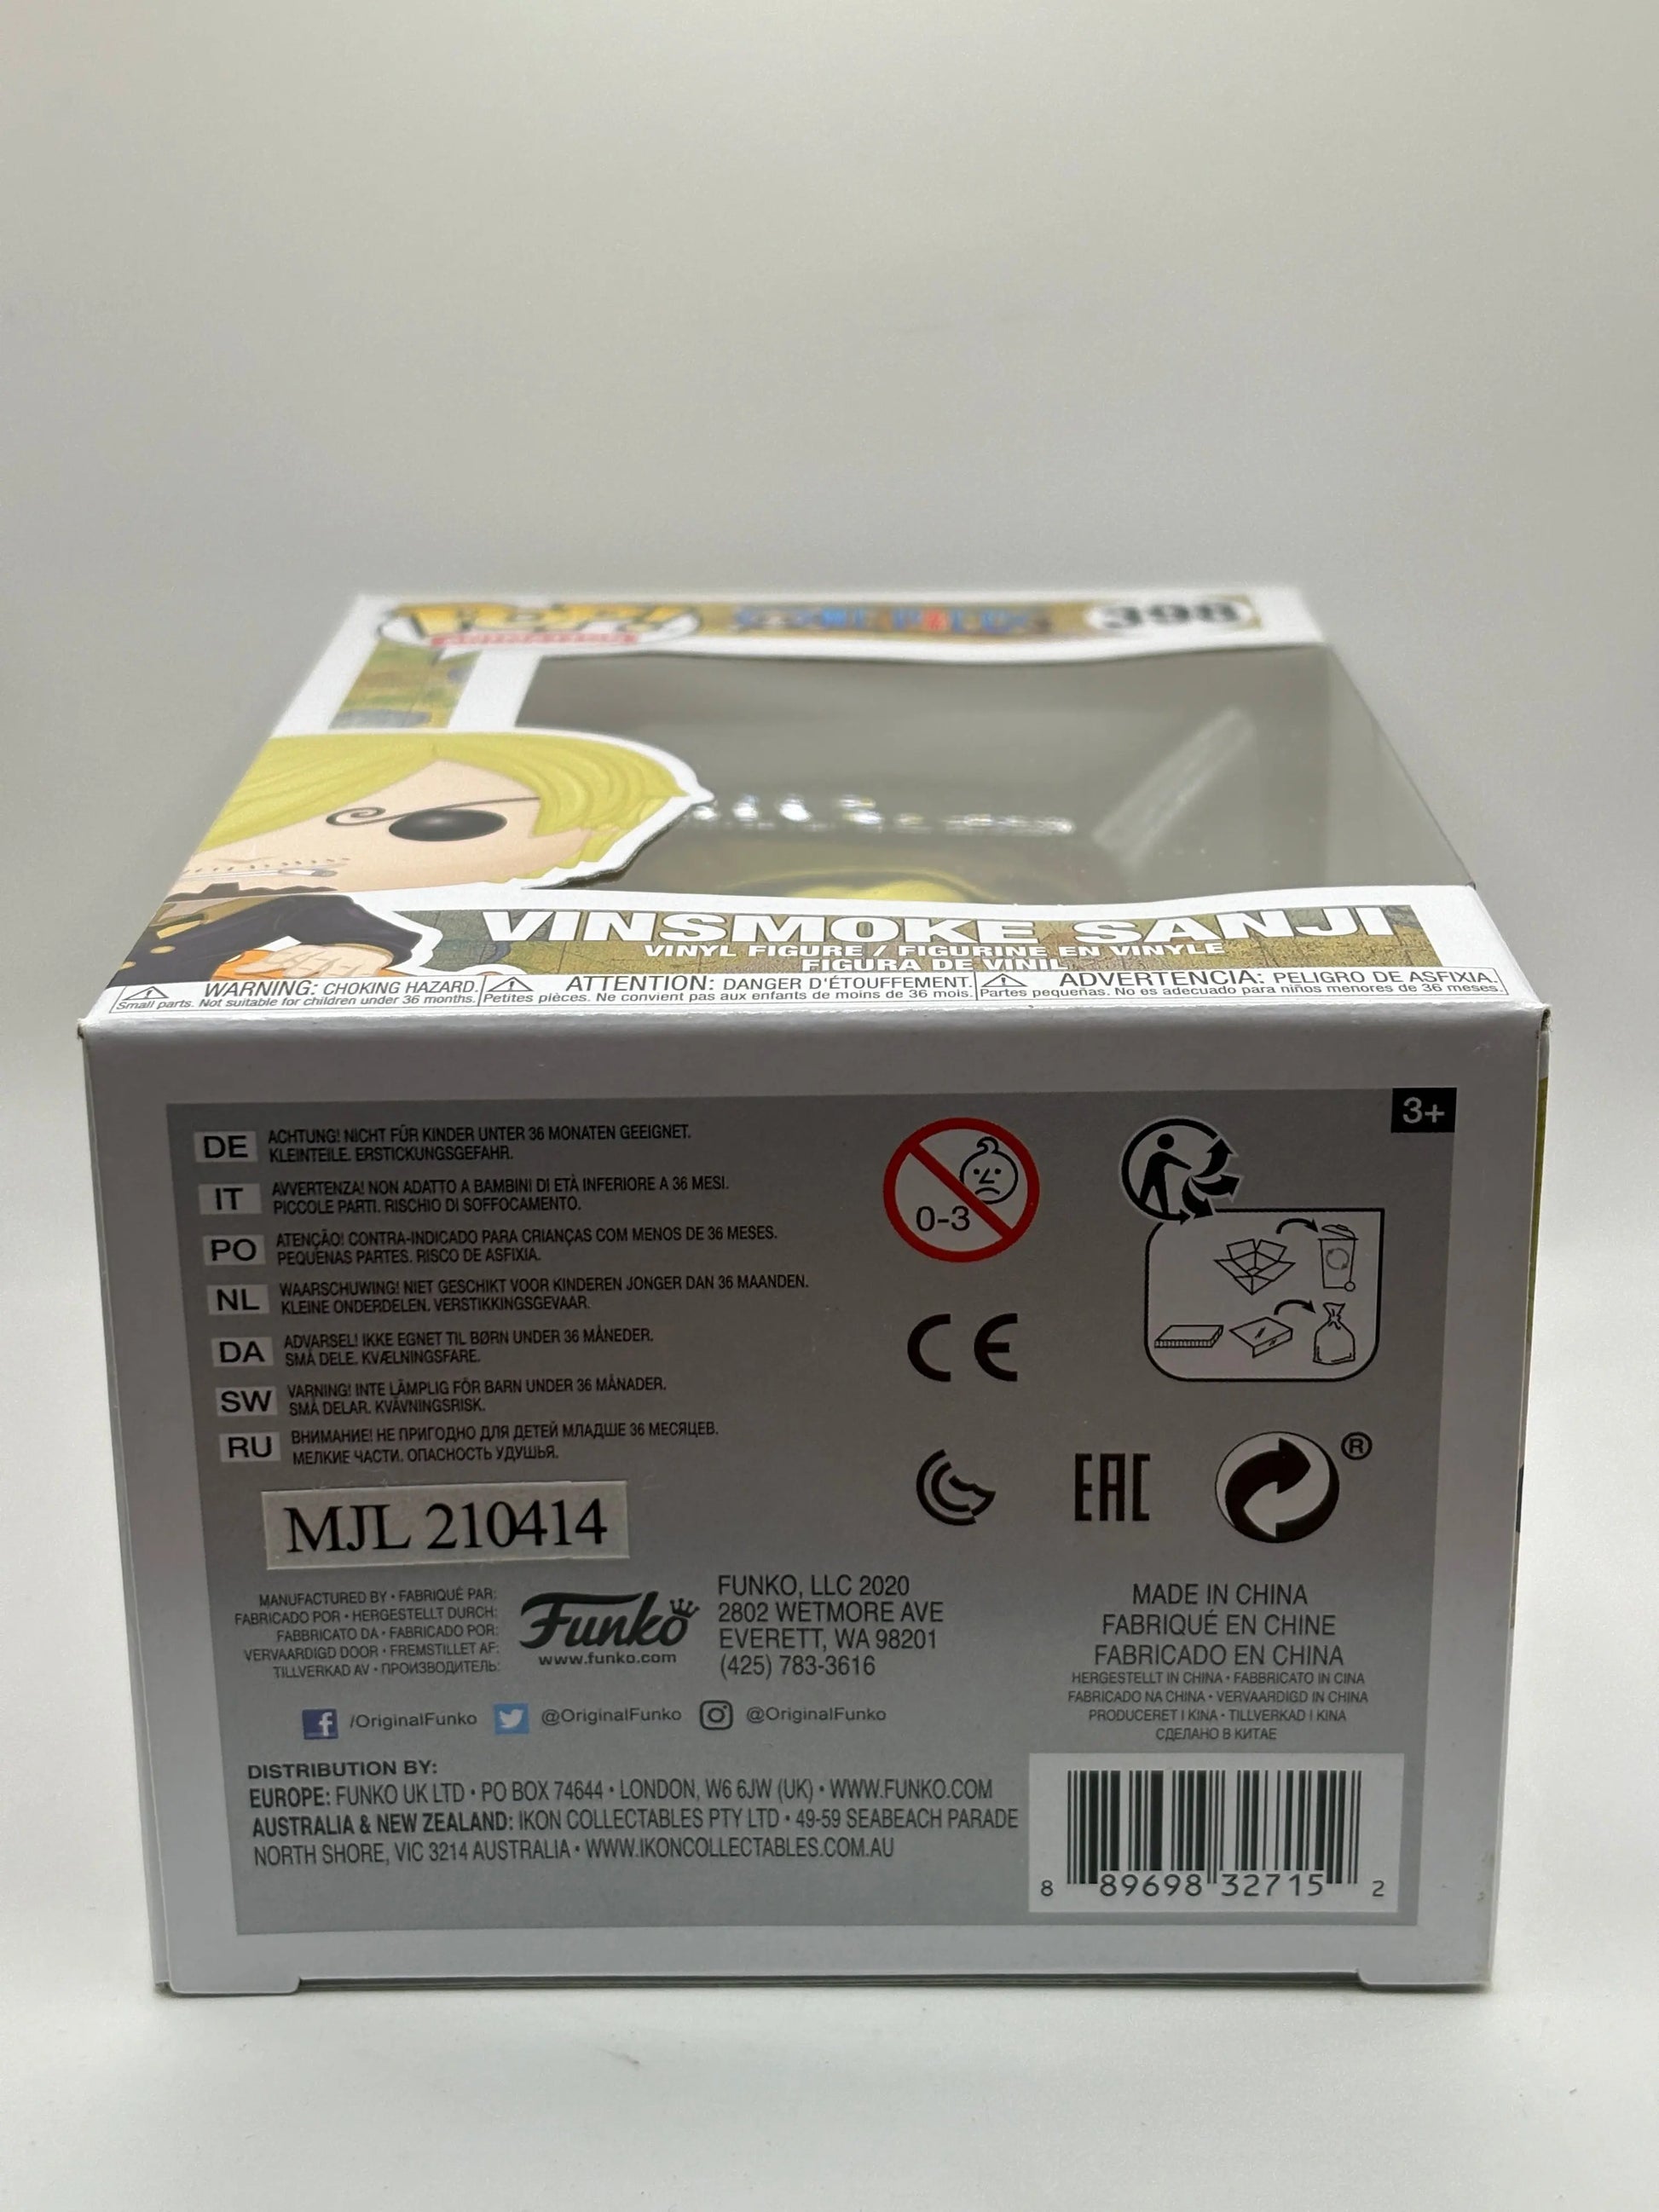 POP!
ANIMATION
ONE PIECE
398
VINSMOKE SANJI
VINYL FIGURE / FIGURINE EN VINYLE
FIGURA DE VINIL
WARNING: CHOKING HAZARD.
Small parts. Not suitable for children under 36 months.
ATTENTION: DANGER D'ÉTOUFFEMENT.
Petites pièces. Ne convient pas aux enfants de moins de 36 mois.
ADVERTENCIA: PELIGRO DE ASFIXIA.
Partes pequeñas. No es adecuado para niños menores de 36 meses.
3+
DE ACHTUNG! NICHT FÜR KINDER UNTER 36 MONATEN GEEIGNET.
KLEINTEILE. ERSTICKUNGSGEFAHR.
IT AVVERTENZA! NON ADATTO A BAMBINI DI ETÀ INFERIORE A 36 MESI.
PICCOLE PARTI. RISCHIO DI SOFFOCAMENTO.
PO ATENÇÃO! CONTRA-INDICADO PARA CRIANÇAS COM MENOS DE 36 MESES.
PEQUENAS PARTES. RISCO DE ASFIXIA.
NL WAARSCHUWING! NIET GESCHIKT VOOR KINDEREN JONGER DAN 36 MAANDEN.
KLEINE ONDERDELEN. VERSTIKKINGSGEVAAR.
DA ADVARSEL! IKKE EGNET TIL BØRN UNDER 36 MÅNEDER.
SMÅ DELE. KVÆLNINGSFARE.
SW VARNING! INTE LÄMPLIG FÖR BARN UNDER 36 MÅNADER.
SMÅ DELAR. KVÄVNINGSRISK.
RU ВНИМАНИЕ! НЕ ПРИГОДНО ДЛЯ ДЕТЕЙ МЛАДШЕ 36 МЕСЯЦЕВ.
МЕЛКИЕ ЧАСТИ. ОПАСНОСТЬ УДУШЬЯ.
0-3
CE
EAC
®
MJL 210414
MANUFACTURED BY • FABRIQUÉ PAR:
FABRICADO POR • HERGESTELLT DURCH:
FABBRICATO DA • FABRICADO POR:
VERVAARDIGD DOOR • FREMSTILLET AF:
TILLVERKAD AV • ПРОИЗВОДИТЕЛЬ:
Funko
www.funko.com
FUNKO, LLC 2020
2802 WETMORE AVE
EVERETT, WA 98201
(425) 783-3616
MADE IN CHINA
FABRIQUÉ EN CHINE
FABRICADO EN CHINA
HERGESTELLT IN CHINA • FABBRICATO IN CINA
FABRICADO NA CHINA • VERVAARDIGD IN CHINA
PRODUCERET I KINA • TILLVERKAD I KINA
СДЕЛАНО В КИТАЕ
f /OriginalFunko @OriginalFunko @OriginalFunko
DISTRIBUTION BY:
EUROPE: FUNKO UK LTD • PO BOX 74644 • LONDON, W6 6JW (UK) • WWW.FUNKO.COM
AUSTRALIA & NEW ZEALAND: IKON COLLECTABLES PTY LTD • 49-59 SEABEACH PARADE
NORTH SHORE, VIC 3214 AUSTRALIA • WWW.IKONCOLLECTABLES.COM.AU
8 89698 32715 2